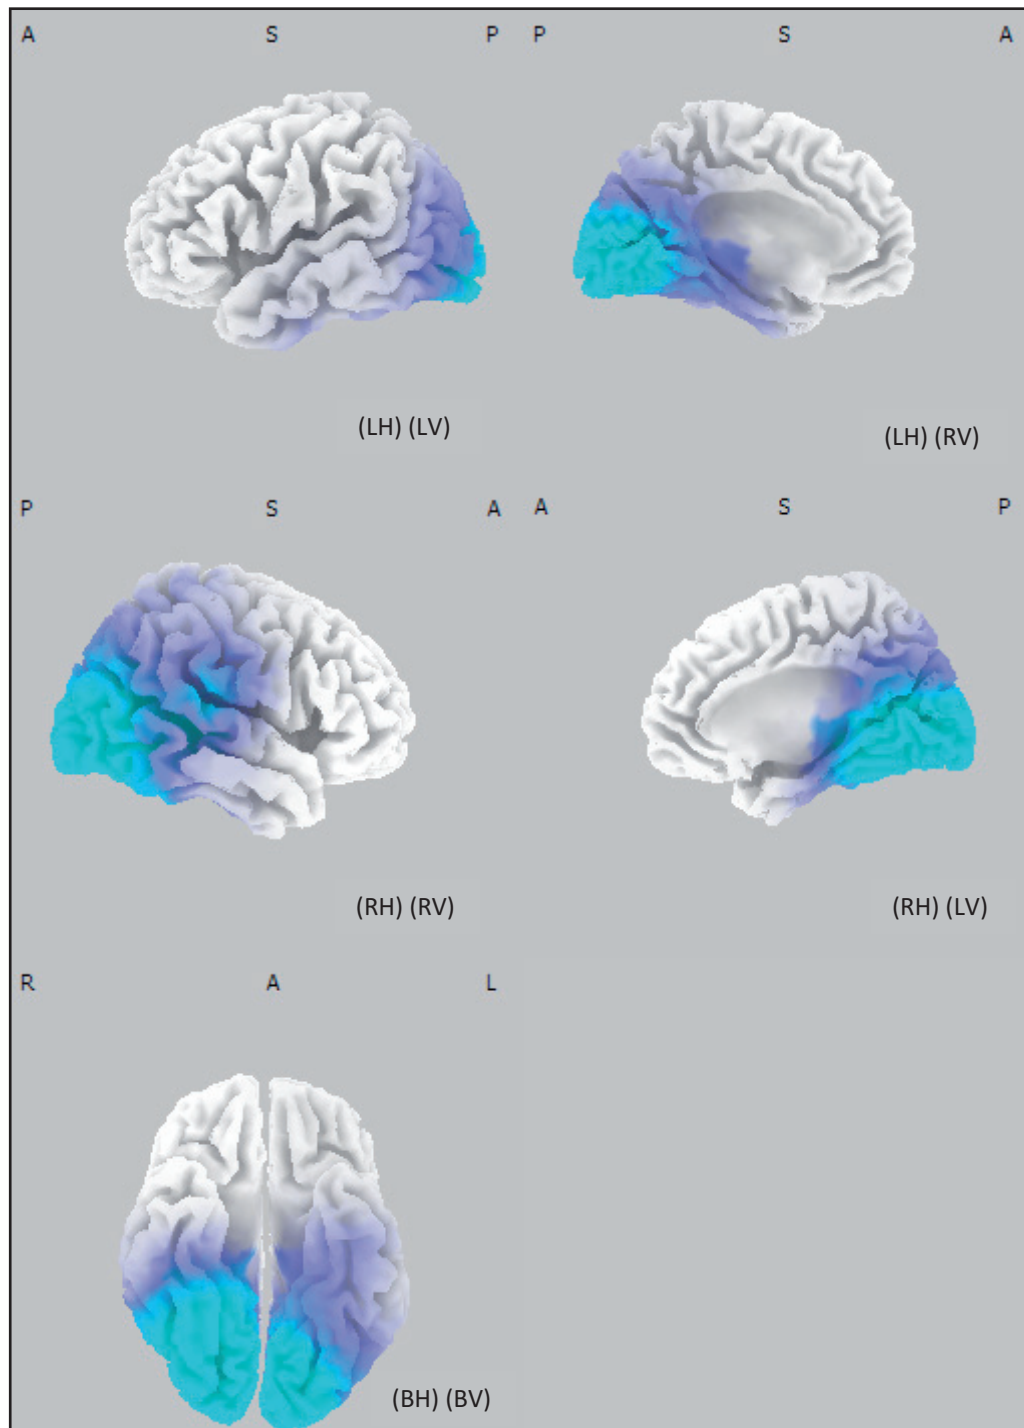 A S P P S A
(LH) (LV)
(LH) (RV)
P S A A S P
(RH) (RV)
(RH) (LV)
R A L
(BH) (BV)